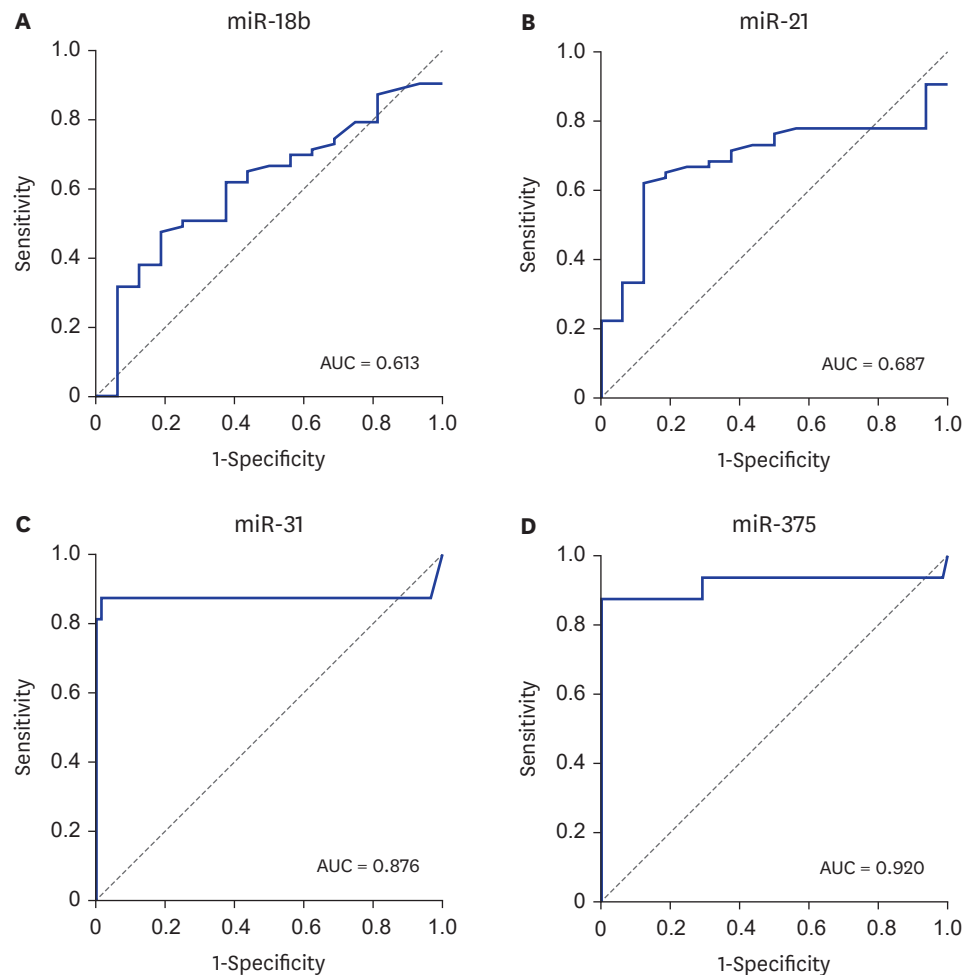 A miR-18b
1.0
0.8
0.6
0.4
0.2
0
Sensitivity
AUC = 0.613
0 0.2 0.4 0.6 0.8 1.0
1-Specificity
B miR-21
1.0
0.8
0.6
0.4
0.2
0
Sensitivity
AUC = 0.687
0 0.2 0.4 0.6 0.8 1.0
1-Specificity
C miR-31
1.0
0.8
0.6
0.4
0.2
0
Sensitivity
AUC = 0.876
0 0.2 0.4 0.6 0.8 1.0
1-Specificity
D miR-375
1.0
0.8
0.6
0.4
0.2
0
Sensitivity
AUC = 0.920
0 0.2 0.4 0.6 0.8 1.0
1-Specificity